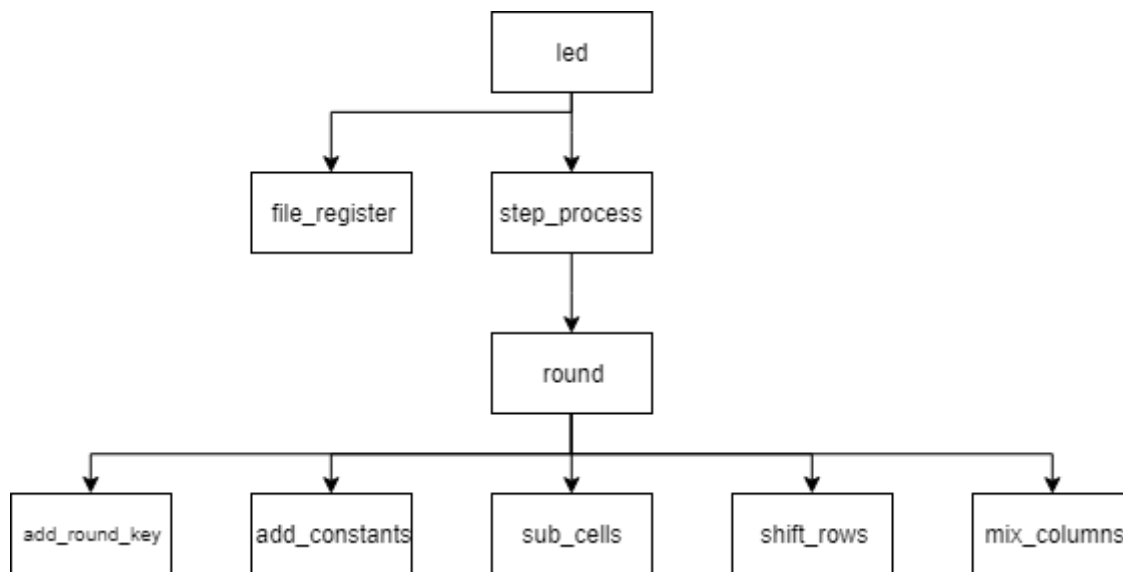 led
file_register
step_process
round
add_round_key
add_constants
sub_cells
shift_rows
mix_columns